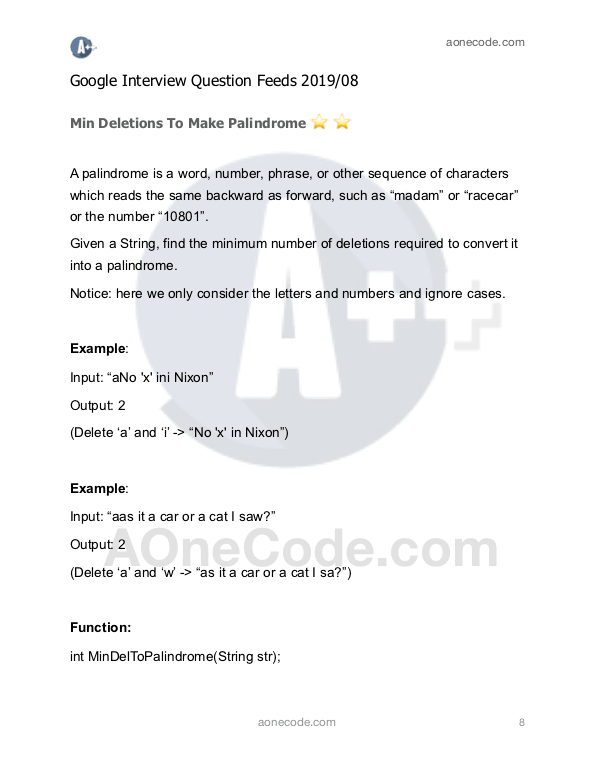 A+
aonecode.com
Google Interview Question Feeds 2019/08
Min Deletions To Make Palindrome
A palindrome is a word, number, phrase, or other sequence of characters
which reads the same backward as forward, such as “madam” or “racecar”
or the number “10801”.
Given a String, find the minimum number of deletions required to convert it
into a palindrome.
Notice: here we only consider the letters and numbers and ignore cases.
A++
Example:
Input: “aNo 'x' ini Nixon”
Output: 2
(Delete ‘a’ and ‘i’ -> “No 'x' in Nixon”)
Example:
Input: “aas it a car or a cat I saw?”
Output: 2
AOneCode.com
(Delete ‘a’ and ‘w’ -> “as it a car or a cat I sa?”)
Function:
int MinDelToPalindrome(String str);
aonecode.com
8